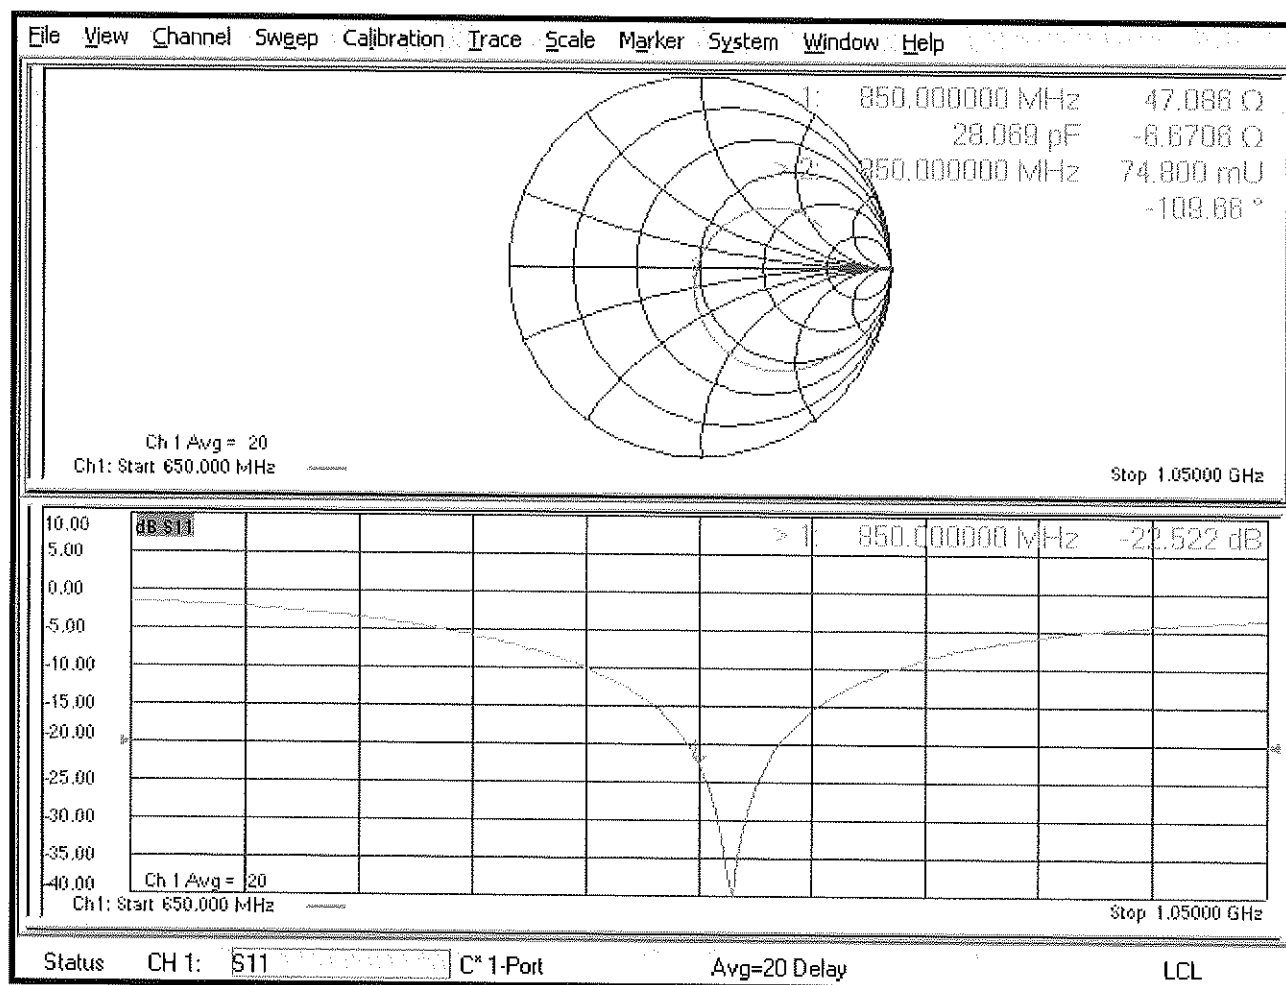 File View Channel Sweep Calibration Trace Scale Marker System Window Help
1: 850.000000 MHz 47.086 Ω
28.069 pF -6.6706 Ω
> 2: 850.000000 MHz 74.800 mU
-109.66 °
Ch 1 Avg = 20
Ch1: Start 650.000 MHz
Stop 1.05000 GHz
10.00
dB S11
> 1: 850.000000 MHz -22.522 dB
5.00
0.00
-5.00
-10.00
-15.00
-20.00
-25.00
-30.00
-35.00
-40.00
Ch 1 Avg = 20
Ch1: Start 650.000 MHz
Stop 1.05000 GHz
Status CH 1: S11 C* 1-Port Avg=20 Delay LCL